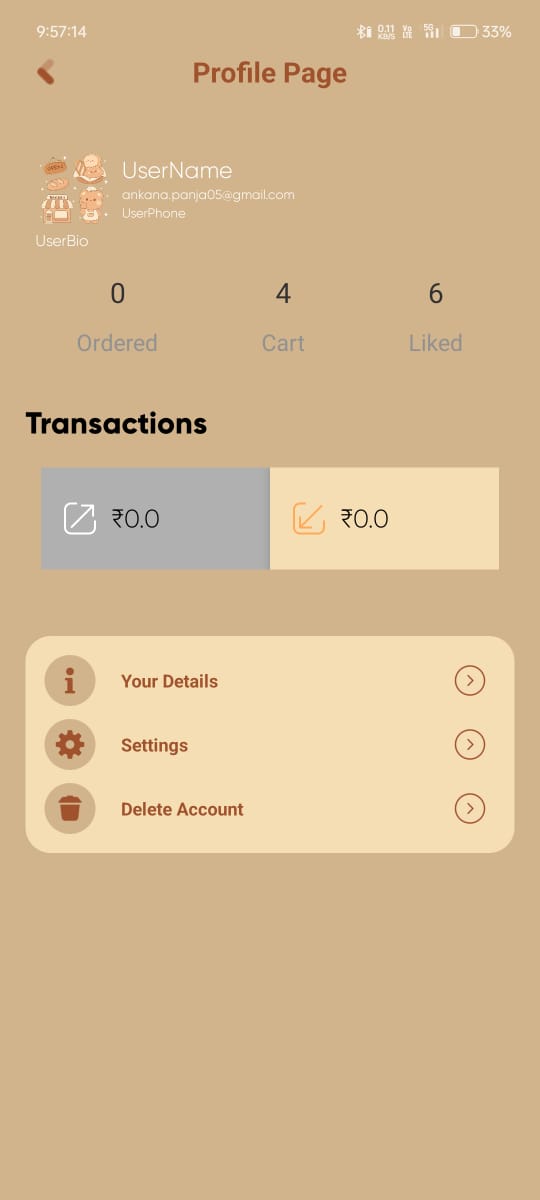 9:57:14
0.11 KB/S Vo LTE 5G 33%
Profile Page
UserName
ankana.panja05@gmail.com
UserPhone
UserBio
0 4 6
Ordered Cart Liked
Transactions
₹0.0 ₹0.0
Your Details
Settings
Delete Account